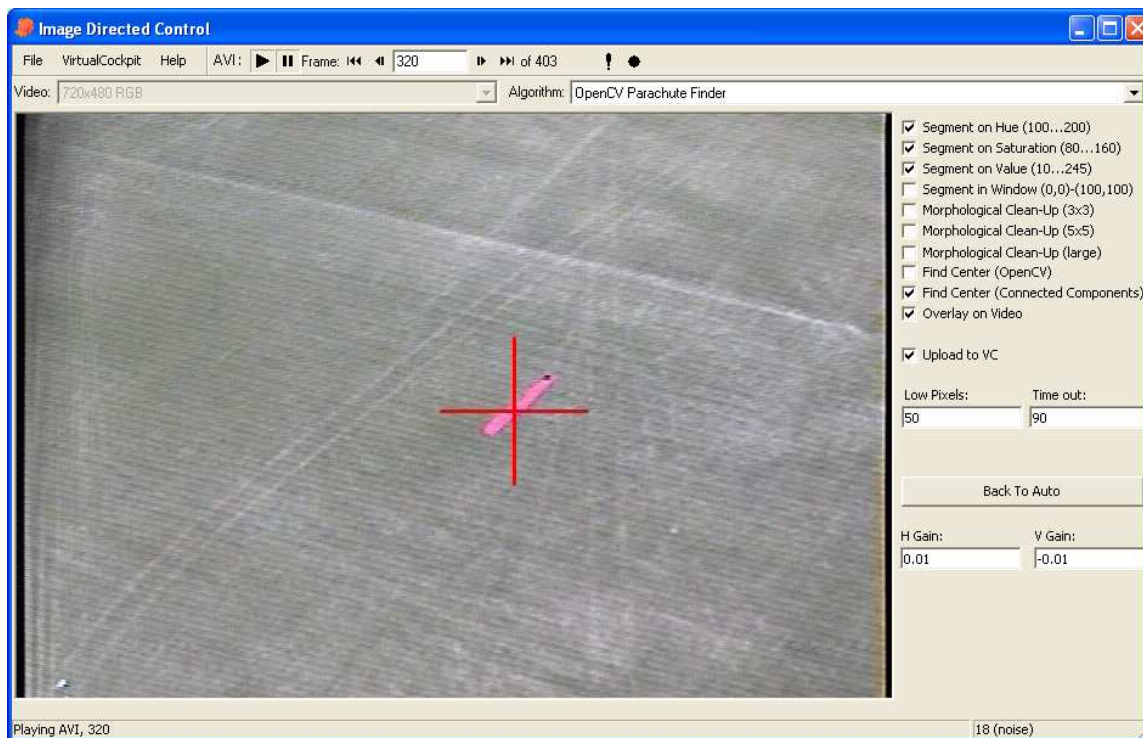 Image Directed Control
File VirtualCockpit Help AVI: Frame: 320 of 403
Video: 720x480 RGB Algorithm: OpenCV Parachute Finder
Segment on Hue (100...200)
Segment on Saturation (80...160)
Segment on Value (10...245)
Segment in Window (0,0)-(100,100)
Morphological Clean-Up (3x3)
Morphological Clean-Up (5x5)
Morphological Clean-Up (large)
Find Center (OpenCV)
Find Center (Connected Components)
Overlay on Video
Upload to VC
Low Pixels: Time out:
50 90
Back To Auto
H Gain: V Gain:
0.01 -0.01
Playing AVI, 320 18 (noise)